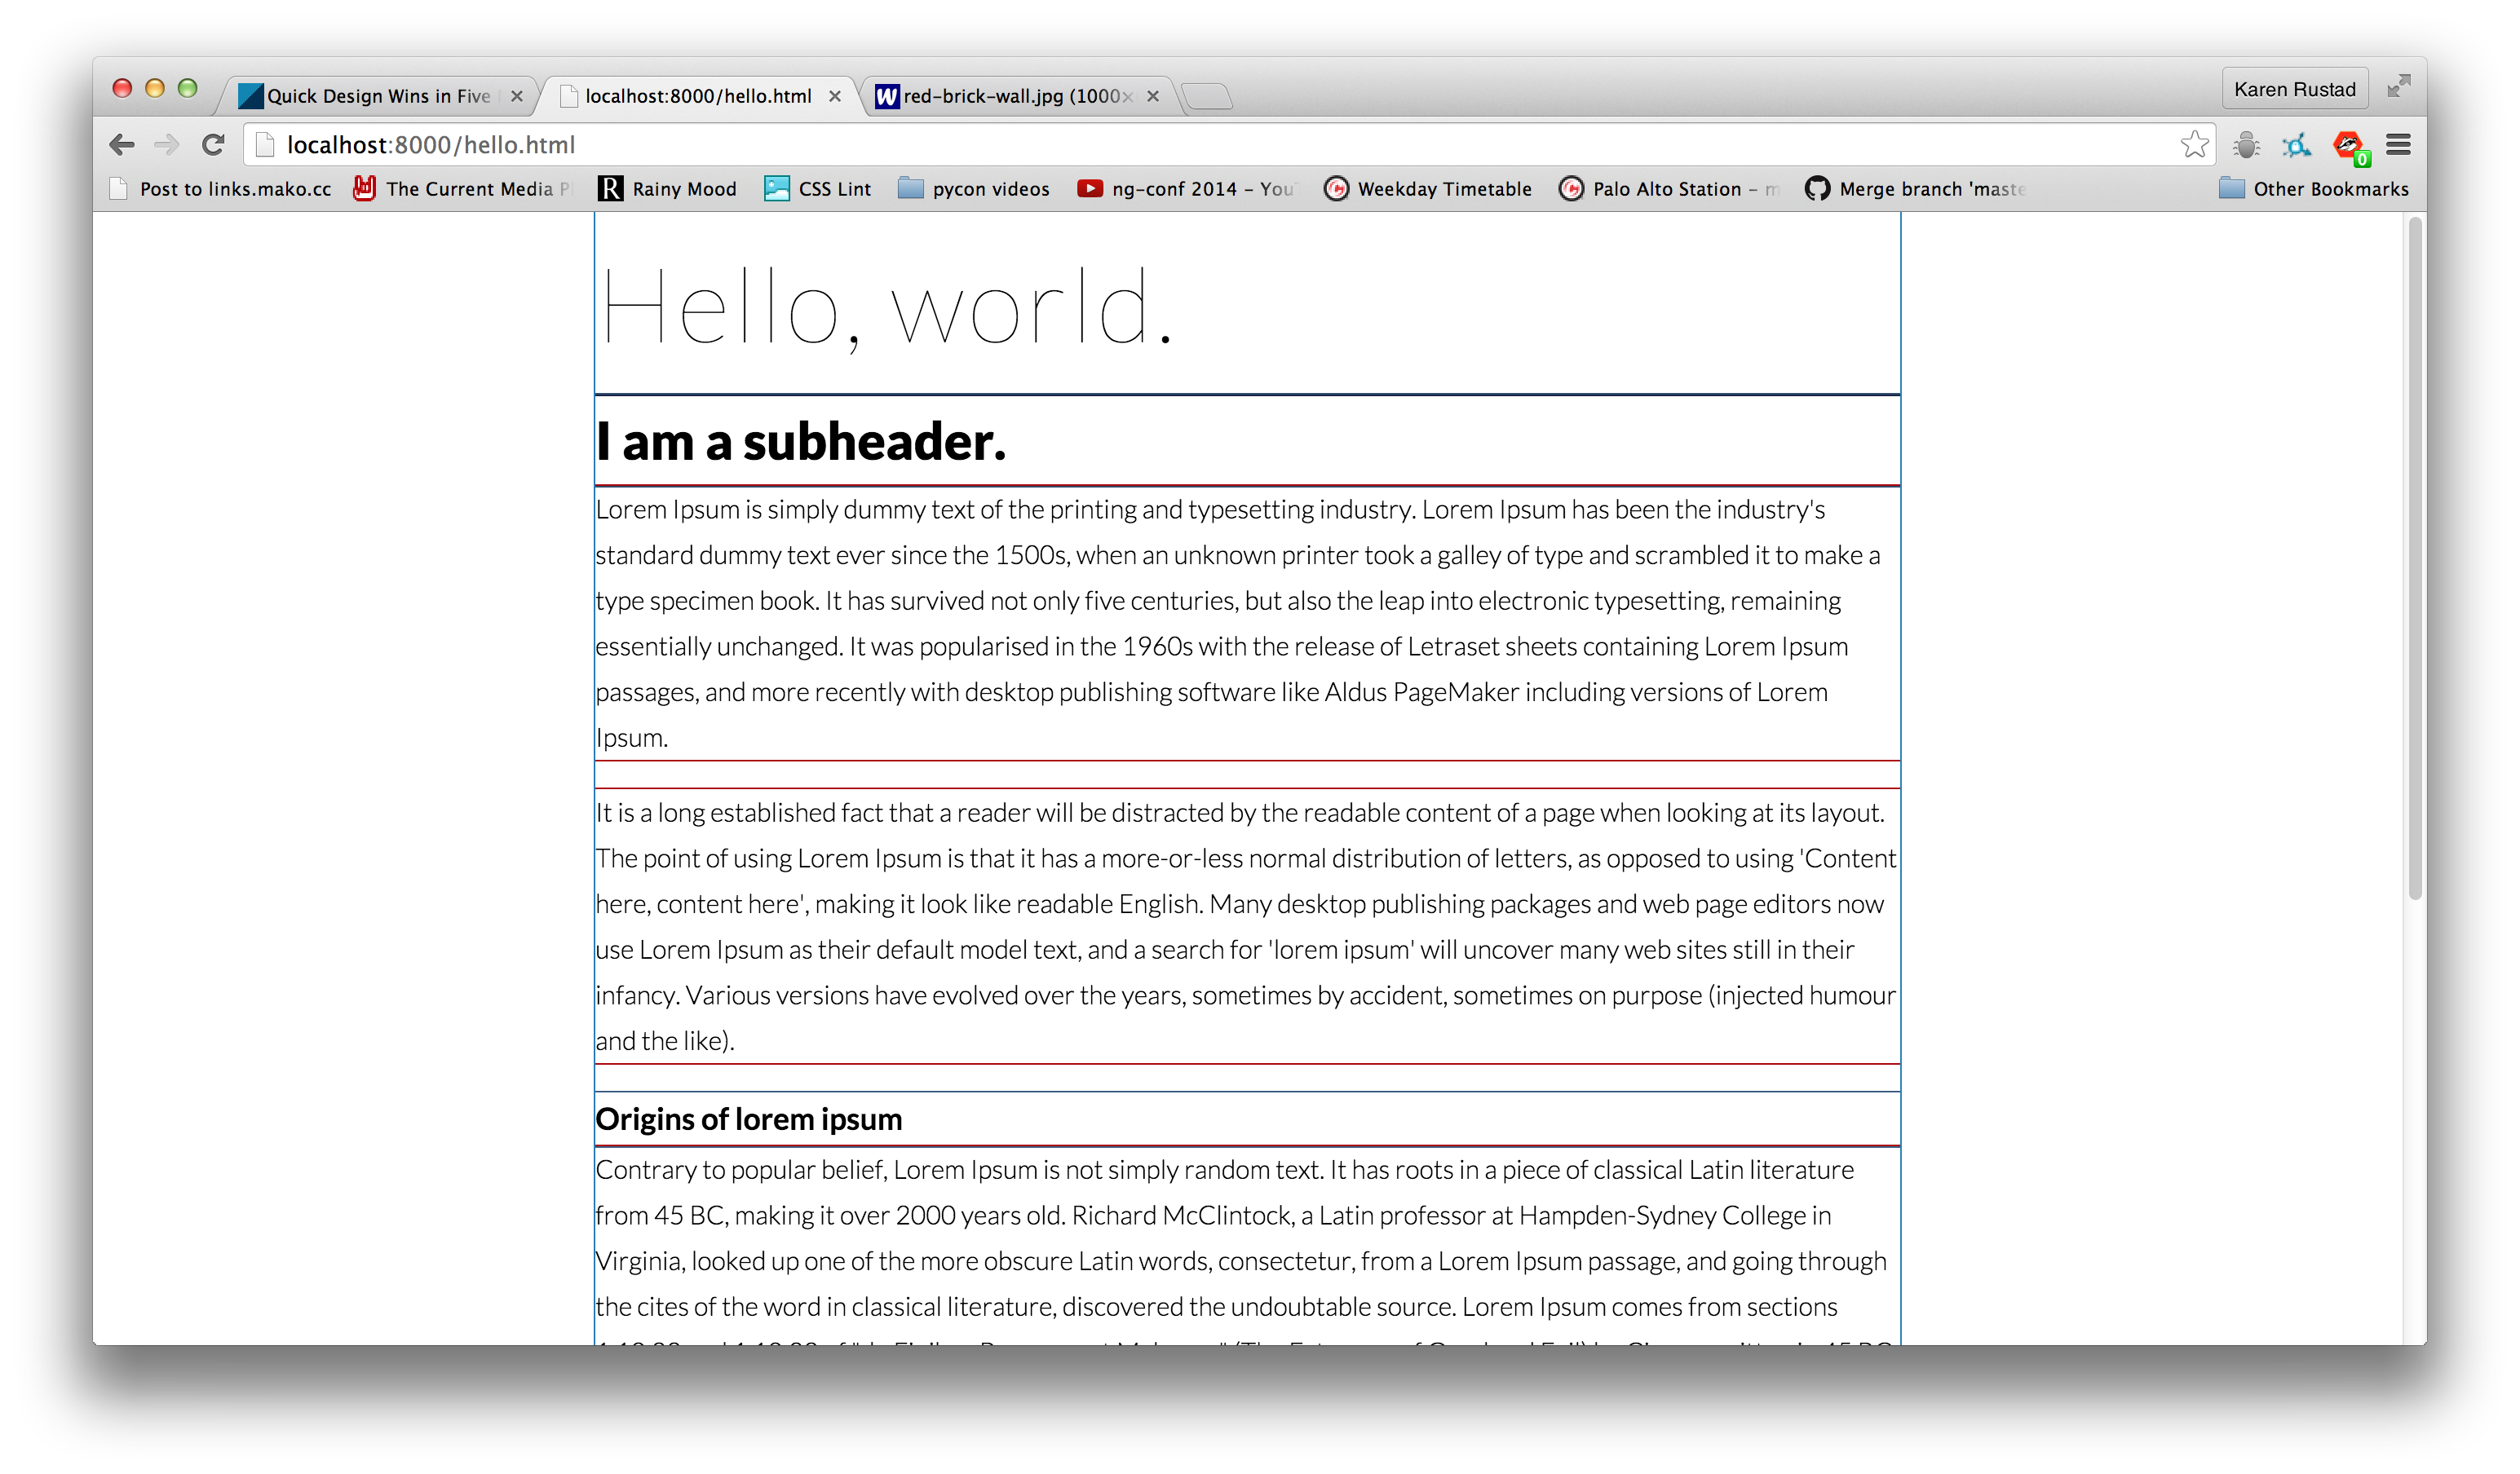 Quick Design Wins in Five
localhost:8000/hello.html
red-brick-wall.jpg (1000×
Karen Rustad
localhost:8000/hello.html
0
Post to links.mako.cc
The Current Media P
Rainy Mood
CSS Lint
pycon videos
ng-conf 2014 – You
Weekday Timetable
Palo Alto Station – m
Merge branch 'maste
Other Bookmarks
Hello, world.
I am a subheader.
Lorem Ipsum is simply dummy text of the printing and typesetting industry. Lorem Ipsum has been the industry's
standard dummy text ever since the 1500s, when an unknown printer took a galley of type and scrambled it to make a
type specimen book. It has survived not only five centuries, but also the leap into electronic typesetting, remaining
essentially unchanged. It was popularised in the 1960s with the release of Letraset sheets containing Lorem Ipsum
passages, and more recently with desktop publishing software like Aldus PageMaker including versions of Lorem
Ipsum.
It is a long established fact that a reader will be distracted by the readable content of a page when looking at its layout.
The point of using Lorem Ipsum is that it has a more-or-less normal distribution of letters, as opposed to using 'Content
here, content here', making it look like readable English. Many desktop publishing packages and web page editors now
use Lorem Ipsum as their default model text, and a search for 'lorem ipsum' will uncover many web sites still in their
infancy. Various versions have evolved over the years, sometimes by accident, sometimes on purpose (injected humour
and the like).
Origins of lorem ipsum
Contrary to popular belief, Lorem Ipsum is not simply random text. It has roots in a piece of classical Latin literature
from 45 BC, making it over 2000 years old. Richard McClintock, a Latin professor at Hampden-Sydney College in
Virginia, looked up one of the more obscure Latin words, consectetur, from a Lorem Ipsum passage, and going through
the cites of the word in classical literature, discovered the undoubtable source. Lorem Ipsum comes from sections